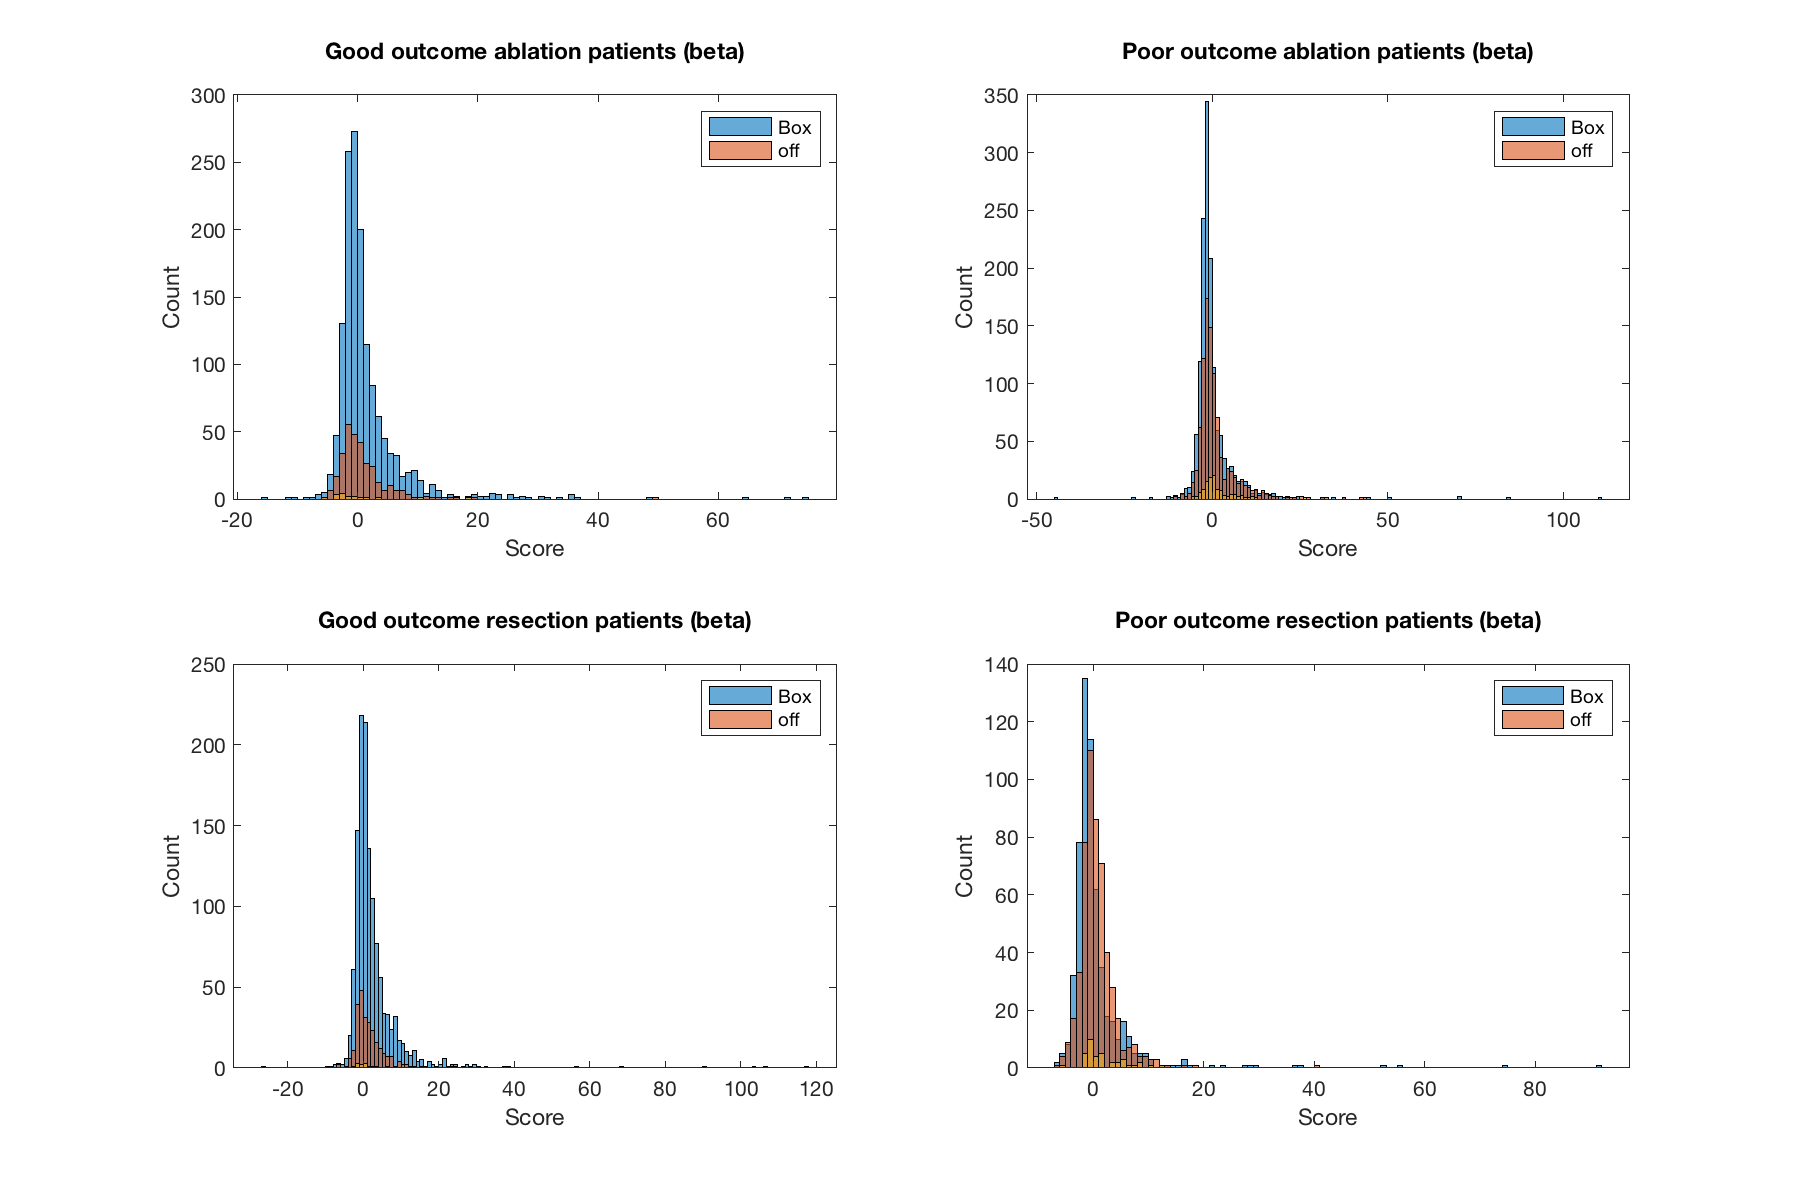 Good outcome ablation patients (beta)
300
250
200
150
100
50
0
Count
-20 0 20 40 60
Score
Box
off
Poor outcome ablation patients (beta)
350
300
250
200
150
100
50
0
Count
-50 0 50 100
Score
Box
off
Good outcome resection patients (beta)
250
200
150
100
50
0
Count
-20 0 20 40 60 80 100 120
Score
Box
off
Poor outcome resection patients (beta)
140
120
100
80
60
40
20
0
Count
0 20 40 60 80
Score
Box
off